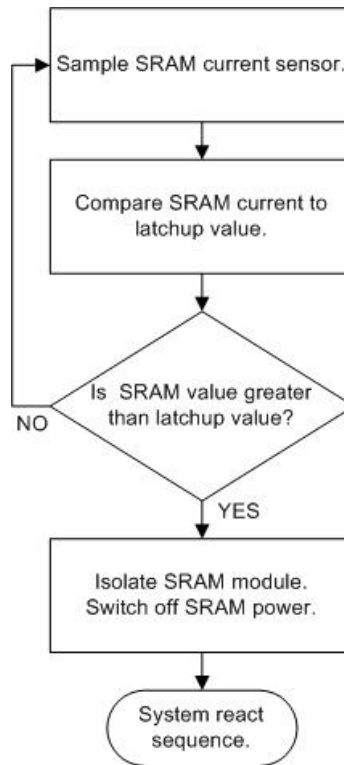 Sample SRAM current sensor.
Compare SRAM current to
latchup value.
Is SRAM value greater
than latchup value?
NO
YES
Isolate SRAM module.
Switch off SRAM power.
System react
sequence.